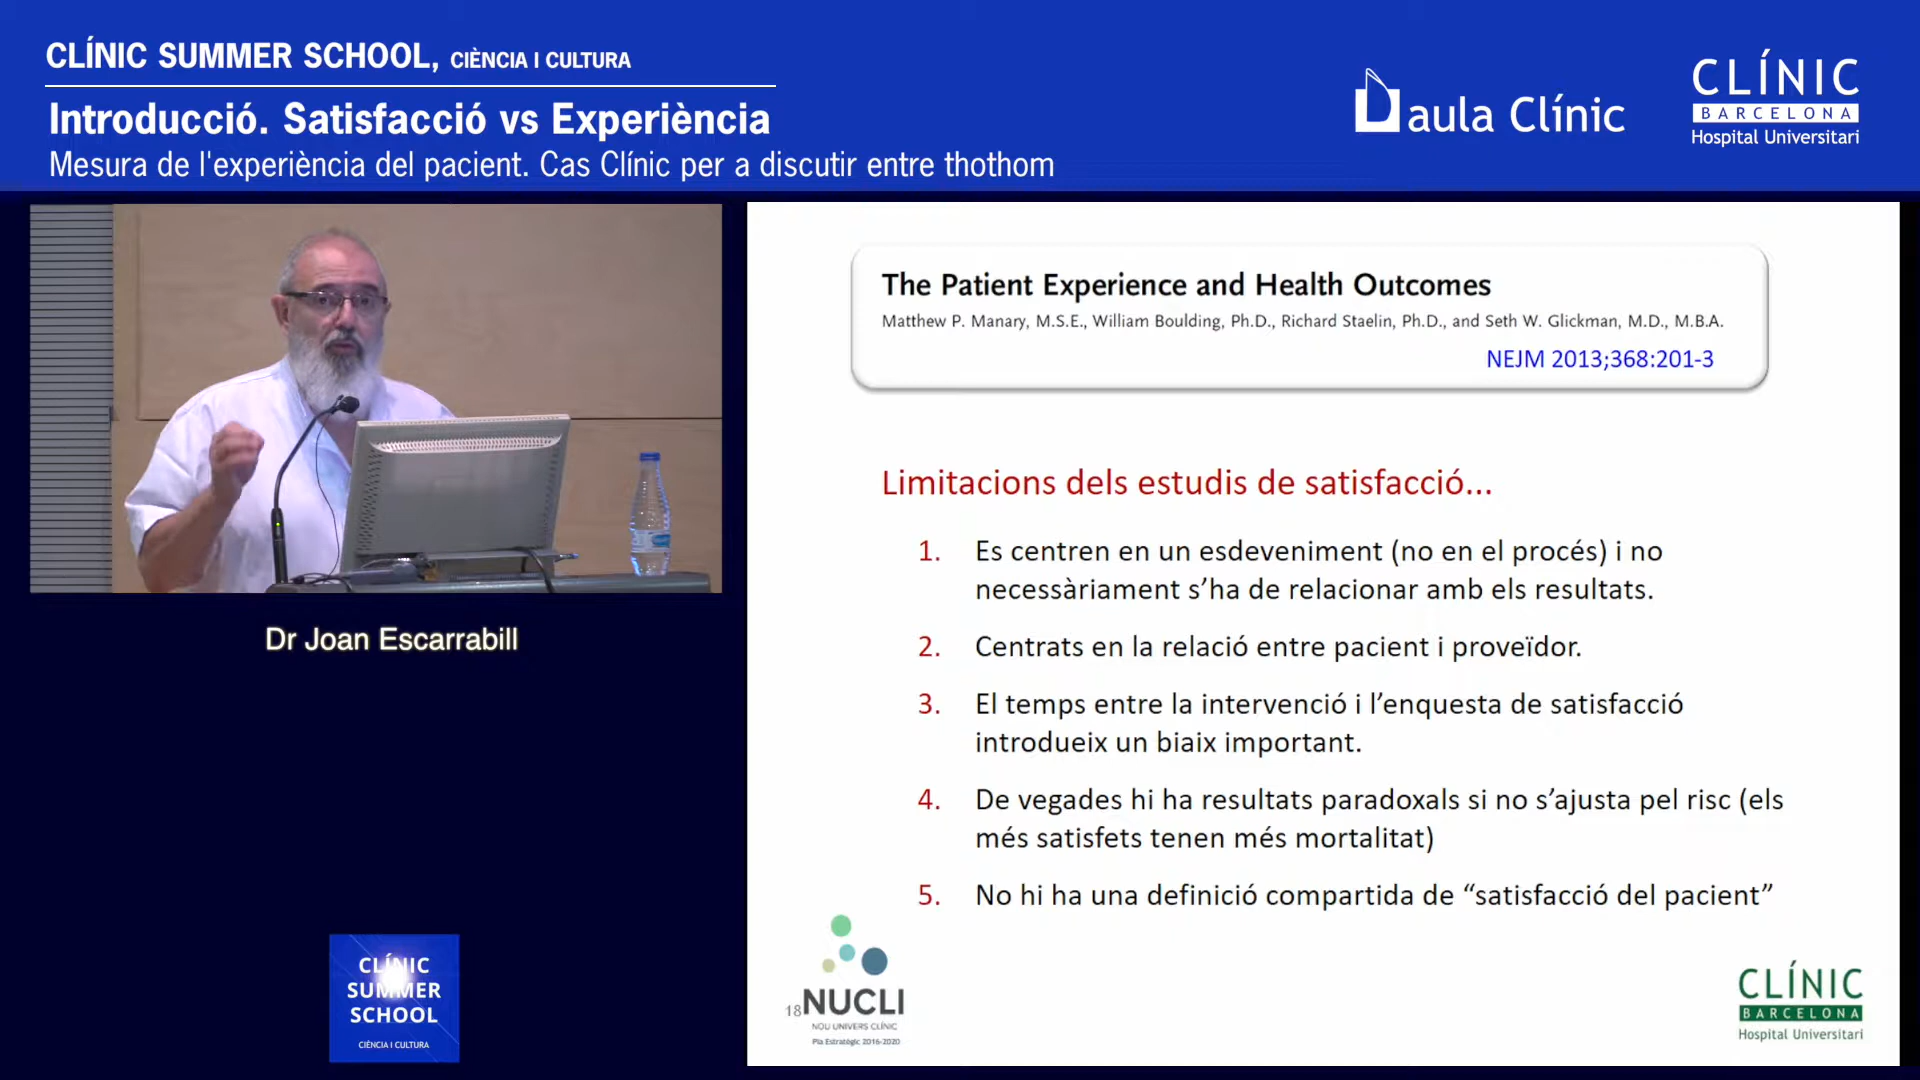 CLÍNIC SUMMER SCHOOL, CIÈNCIA I CULTURA
Introducció. Satisfacció vs Experiència
Mesura de l'experiència del pacient. Cas Clínic per a discutir entre thothom
aula Clínic
CLÍNIC
BARCELONA
Hospital Universitari
Dr Joan Escarrabill
CLÍNIC
SUMMER
SCHOOL
CIÈNCIA I CULTURA
The Patient Experience and Health Outcomes
Matthew P. Manary, M.S.E., William Boulding, Ph.D., Richard Staelin, Ph.D., and Seth W. Glickman, M.D., M.B.A.
NEJM 2013;368:201-3
Limitacions dels estudis de satisfacció...
1. Es centren en un esdeveniment (no en el procés) i no
necessàriament s’ha de relacionar amb els resultats.
2. Centrats en la relació entre pacient i proveïdor.
3. El temps entre la intervenció i l’enquesta de satisfacció
introdueix un biaix important.
4. De vegades hi ha resultats paradoxals si no s’ajusta pel risc (els
més satisfets tenen més mortalitat)
5. No hi ha una definició compartida de “satisfacció del pacient”
18
NUCLI
NOU UNIVERS CLÍNIC
Pla Estratègic 2016-2020
CLÍNIC
BARCELONA
Hospital Universitari